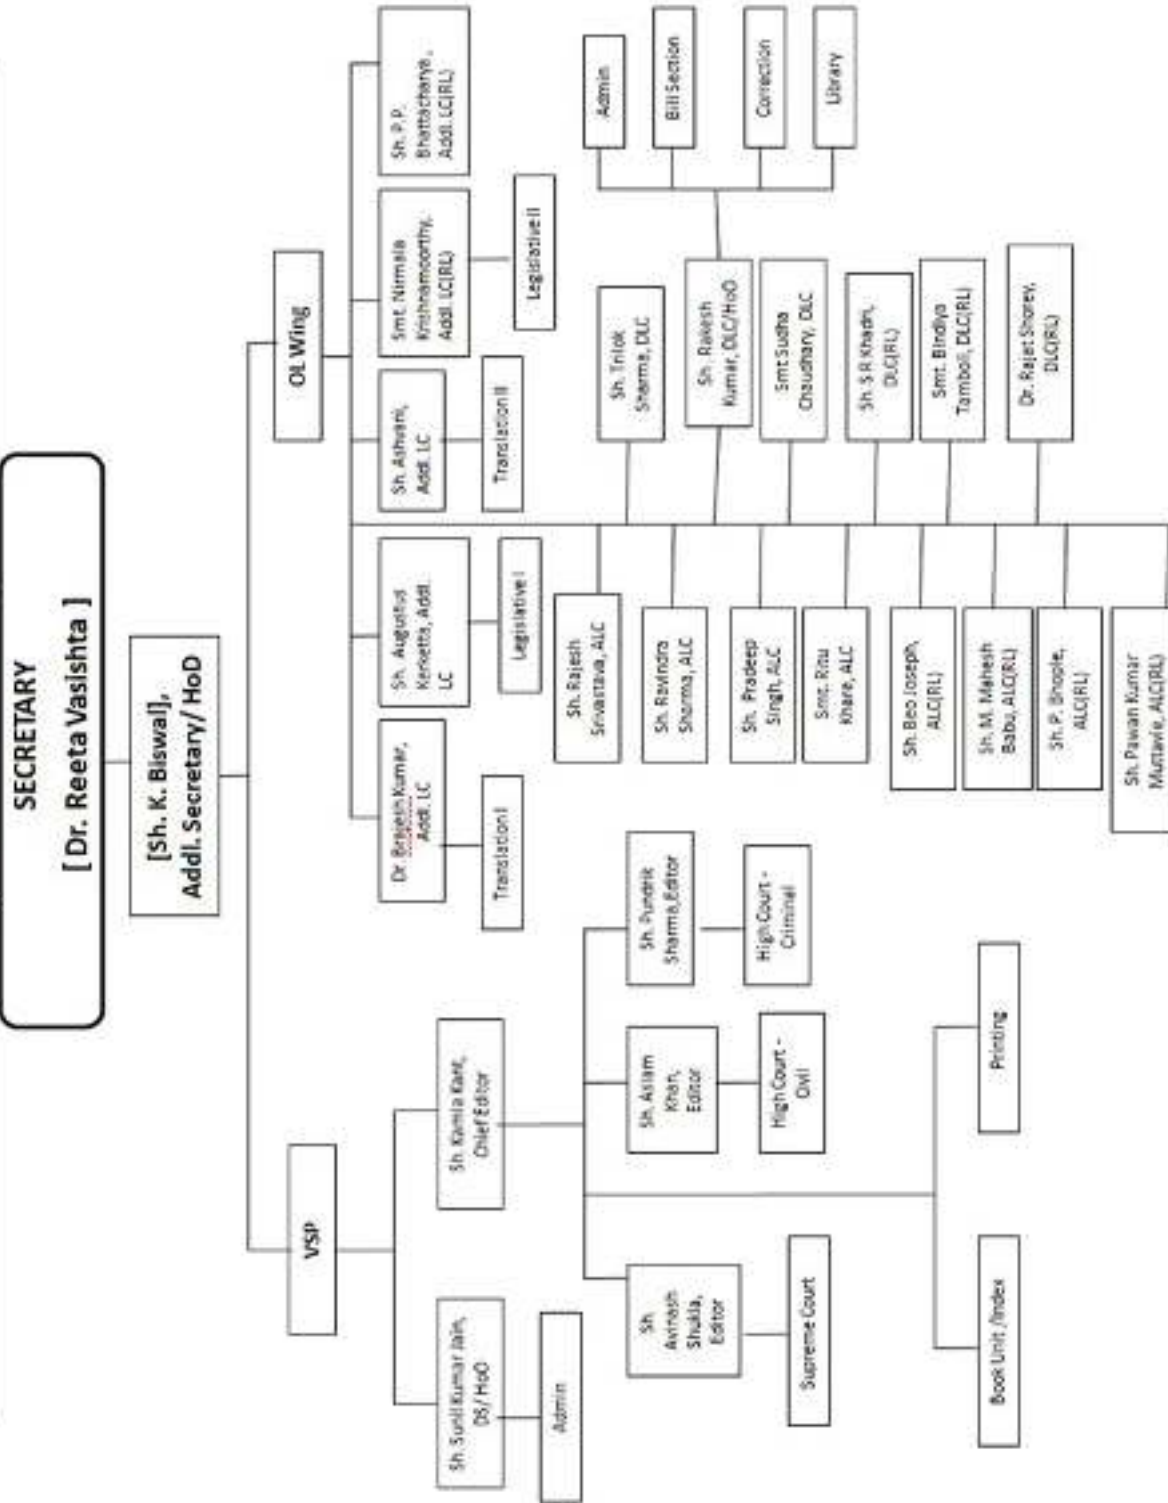 SECRETARY
[ Dr. Reeta Vasishta ]
[Sh. K. Biswal],
Addl. Secretary/ HoD
VSP
OL Wing
Sh. Sunil Kumar Jain,
DS/ HoD
Admin
Sh. Kamla Kant,
Chief Editor
Sh.
Avinash
Shukla,
Editor
Supreme Court
Sh. Aslam
Khan,
Editor
High Court -
Civil
Sh. Pundrik
Sharma,Editor
High Court -
Criminal
Book Unit /Index
Printing
Dr. Brajesh Kumar,
Addl. LC
Translation I
Sh. Augustius
Kerketta, Addl.
LC
Legislative I
Sh. Ashvani,
Addl. LC
Translation II
Smt. Nirmala
Krishnamoorthy,
Addl. LC(RL)
Legislative II
Sh. P.P.
Bhattacharya,
Addl. LC(RL)
Sh. Rajesh
Srivastava, ALC
Sh. Ravindra
Sharma, ALC
Sh. Pradeep
Singh, ALC
Smt. Ritu
Khare, ALC
Sh. Beo Joseph,
ALC(RL)
Sh. M. Mahesh
Babu, ALC(RL)
Sh. P. Bhople,
ALC(RL)
Sh. Pawan Kumar
Muttavie, ALC(RL)
Sh. Trilok
Sharma, DLC
Sh. Rakesh
Kumar, DLC/HoD
Smt Sudha
Chaudhary, DLC
Sh. S R Khadri,
DLC(RL)
Smt. Bindiya
Tamboli, DLC(RL)
Dr. Rajat Shorey,
DLC(RL)
Admin
Bill Section
Correction
Library